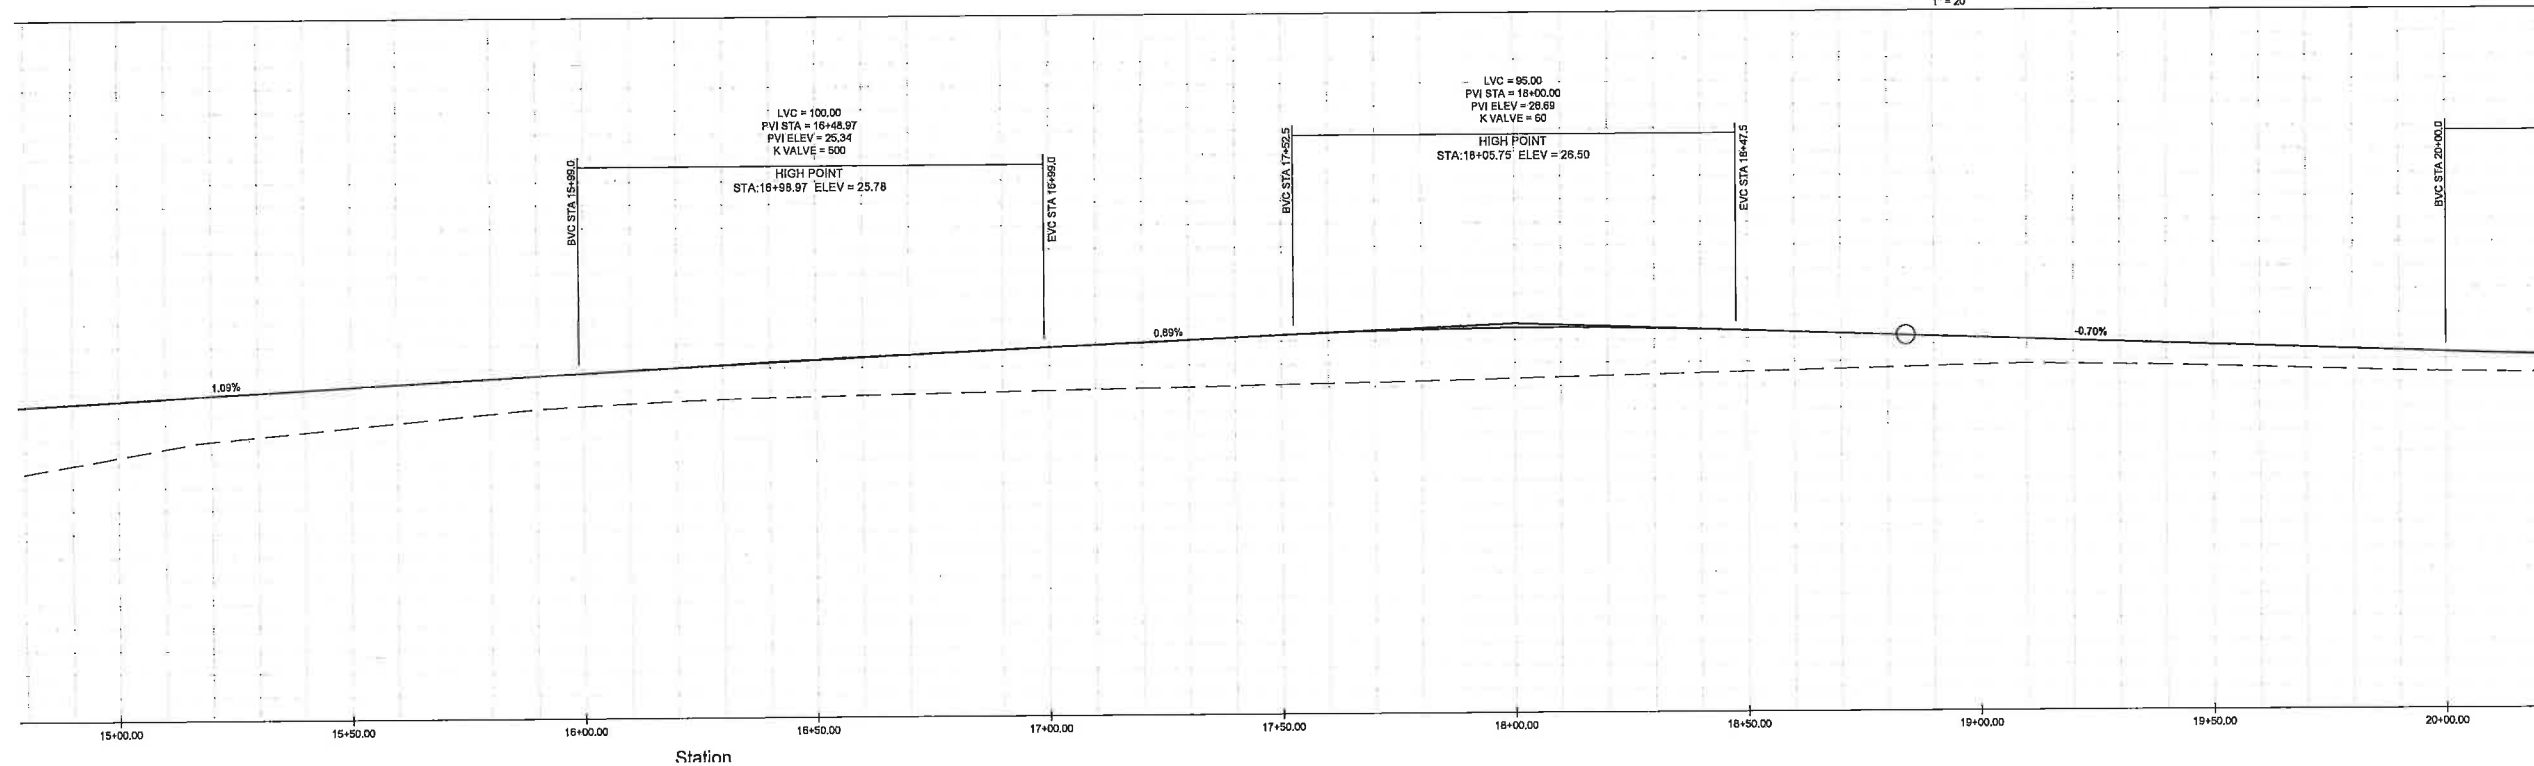 1" = 20'
LVC = 100.00
PVI STA = 16+48.97
PVI ELEV = 25.34
K VALVE = 500
HIGH POINT
STA:16+98.97 ELEV = 25.78
BVC STA 15+99.0
EVC STA 16+99.0
LVC = 95.00
PVI STA = 18+00.00
PVI ELEV = 26.69
K VALVE = 60
HIGH POINT
STA:18+05.75 ELEV = 26.50
BVC STA 17+52.5
EVC STA 18+47.5
BVC STA 20+00.0
1.09%
0.89%
-0.70%
15+00.00
15+50.00
16+00.00
16+50.00
17+00.00
17+50.00
18+00.00
18+50.00
19+00.00
19+50.00
20+00.00
Station